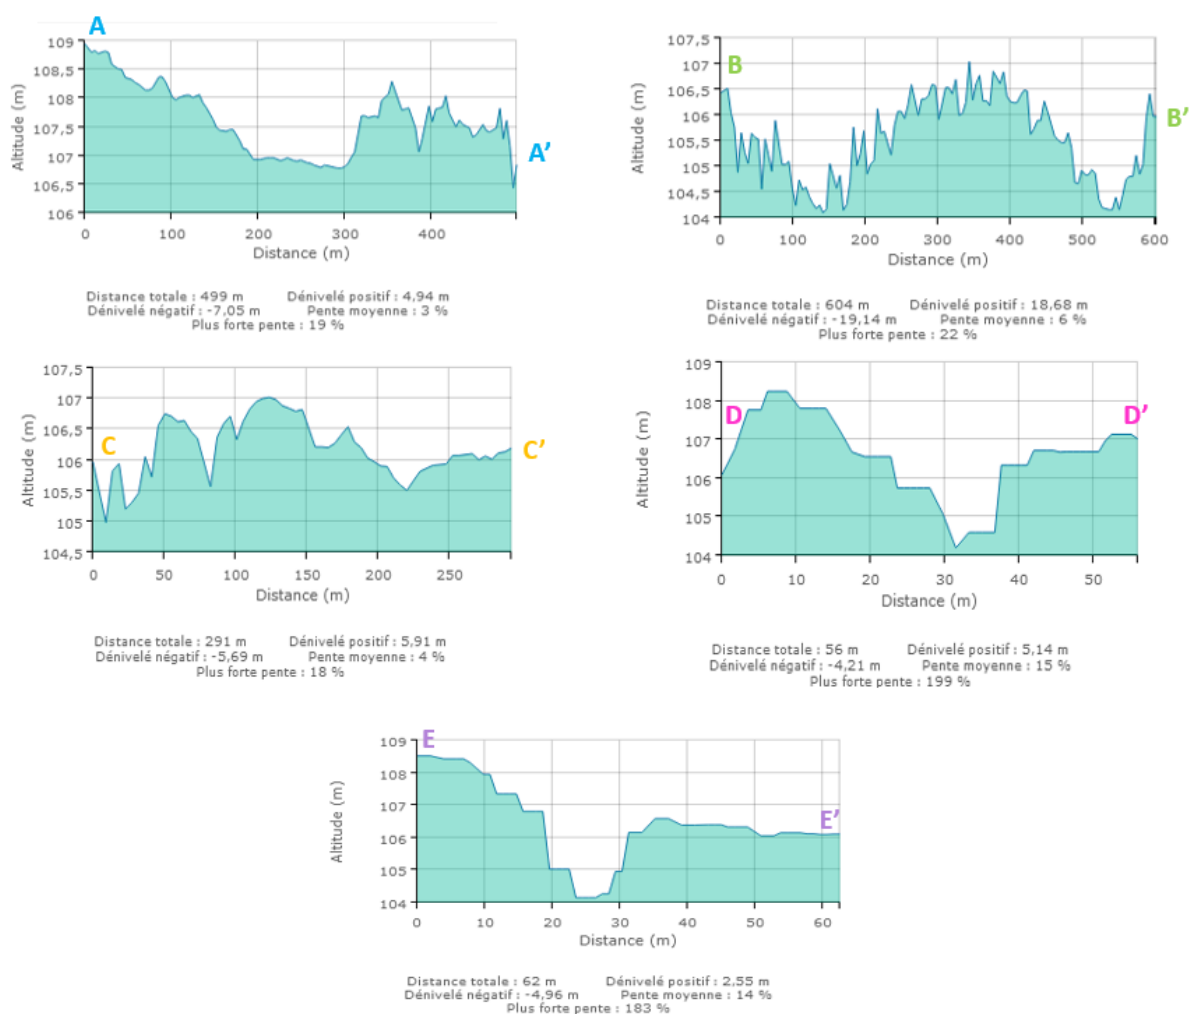 A
109
108,5
108
107,5
107
106,5
106
Altitude (m)
A'
0 100 200 300 400
Distance (m)
Distance totale : 499 m Dénivelé positif : 4,94 m
Dénivelé négatif : -7,05 m Pente moyenne : 3 %
Plus forte pente : 19 %
107,5
107
106,5
106
105,5
105
104,5
104
Altitude (m)
B
B'
0 100 200 300 400 500 600
Distance (m)
Distance totale : 604 m Dénivelé positif : 18,68 m
Dénivelé négatif : -19,14 m Pente moyenne : 6 %
Plus forte pente : 22 %
107,5
107
106,5
106
105,5
105
104,5
Altitude (m)
C
C'
0 50 100 150 200 250
Distance (m)
Distance totale : 291 m Dénivelé positif : 5,91 m
Dénivelé négatif : -5,69 m Pente moyenne : 4 %
Plus forte pente : 18 %
109
108
107
106
105
104
Altitude (m)
D
D'
0 10 20 30 40 50
Distance (m)
Distance totale : 56 m Dénivelé positif : 5,14 m
Dénivelé négatif : -4,21 m Pente moyenne : 15 %
Plus forte pente : 199 %
109
108
107
106
105
104
Altitude (m)
E
E'
0 10 20 30 40 50 60
Distance (m)
Distance totale : 62 m Dénivelé positif : 2,55 m
Dénivelé négatif : -4,96 m Pente moyenne : 14 %
Plus forte pente : 183 %